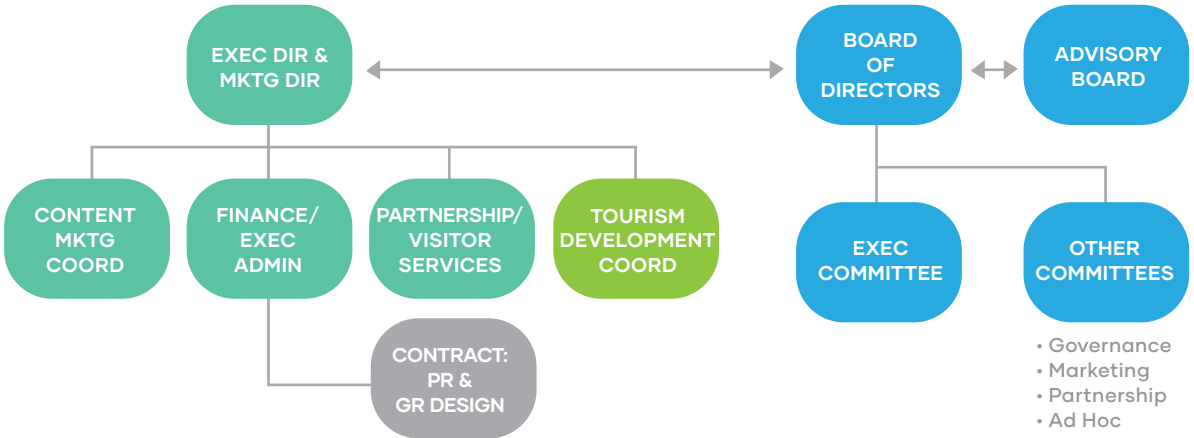 EXEC DIR &
MKTG DIR
BOARD
OF
DIRECTORS
ADVISORY
BOARD
CONTENT
MKTG
COORD
FINANCE/
EXEC
ADMIN
PARTNERSHIP/
VISITOR
SERVICES
TOURISM
DEVELOPMENT
COORD
EXEC
COMMITTEE
OTHER
COMMITTEES
CONTRACT:
PR &
GR DESIGN
• Governance
• Marketing
• Partnership
• Ad Hoc